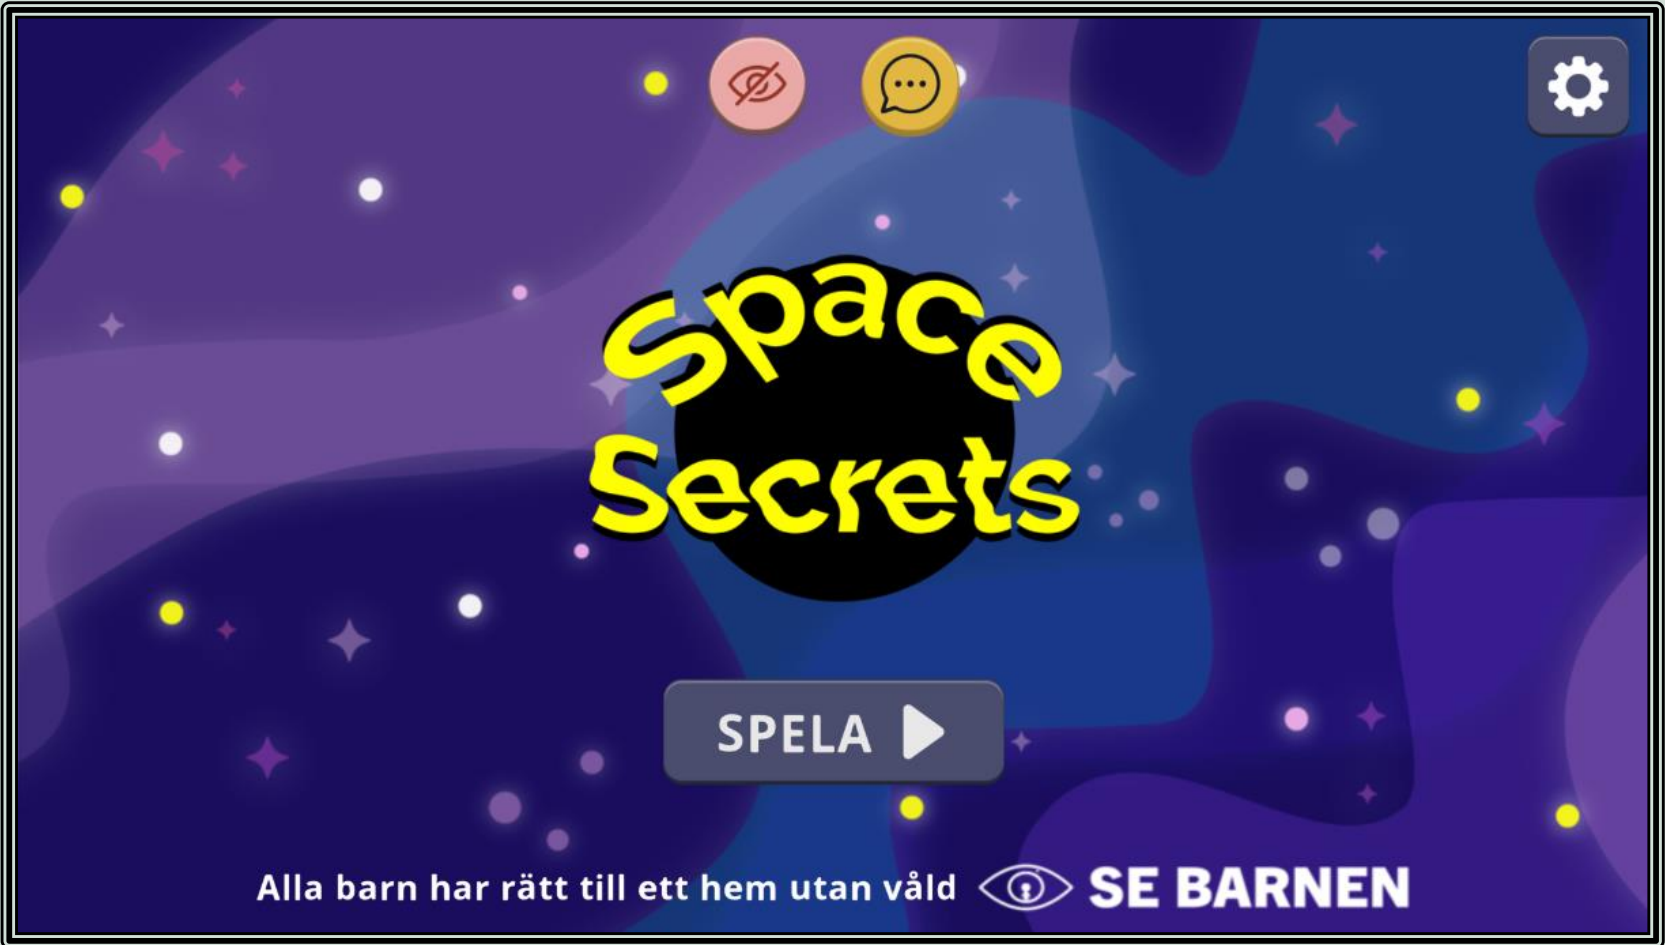 Space
Secrets
SPELA
Alla barn har rätt till ett hem utan våld
SE BARNEN